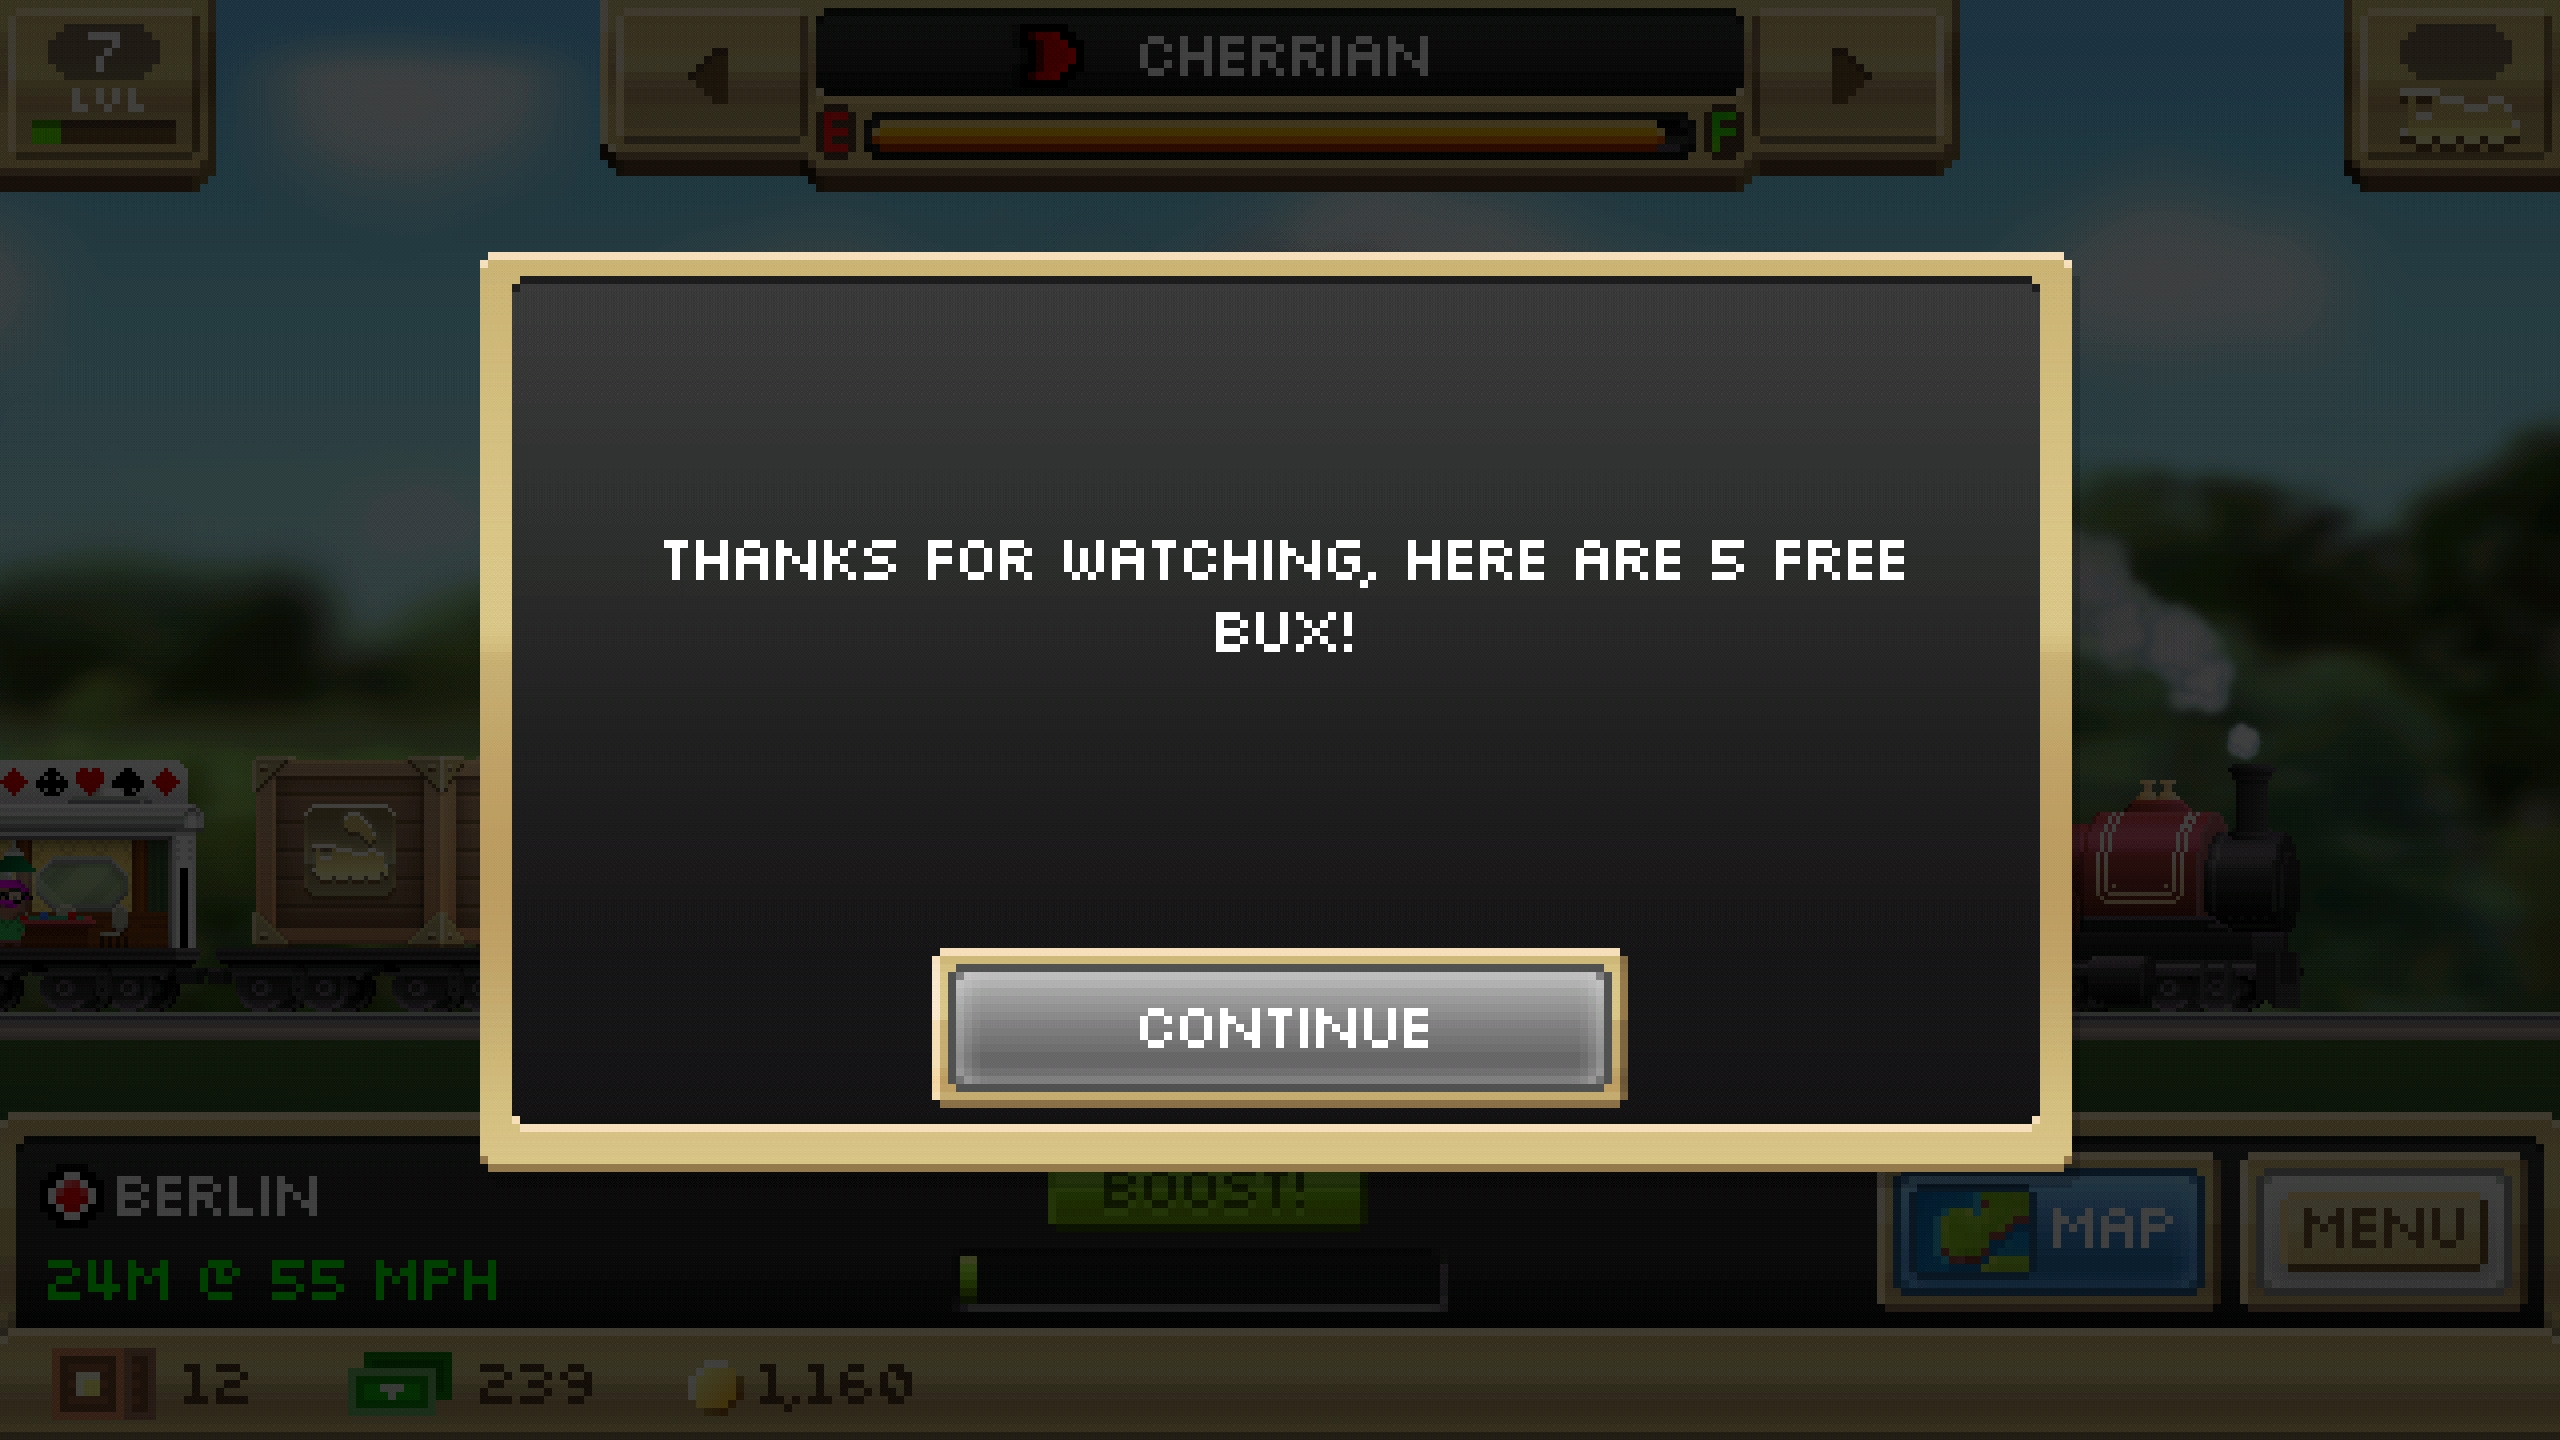 7
LVL
CHERRIAN
E F
THANKS FOR WATCHING, HERE ARE 5 FREE
BUX!
CONTINUE
BERLIN
24M @ 55 MPH
BOOST!
MAP
MENU
12
239
1,160